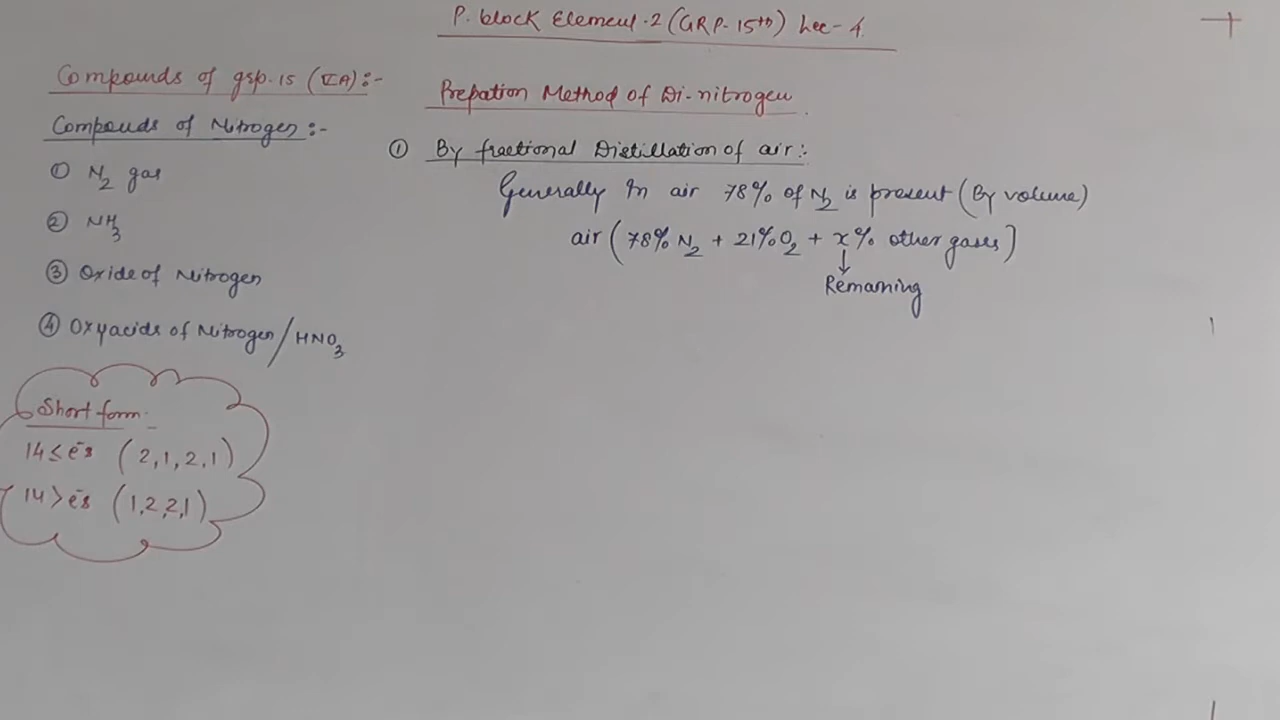 P. block Element.2 (GRP-15th) Lec-4.
Compounds of grp.15 (VA):-
Compouds of Nitrogen:-
① N2 gas
② NH3
③ Oxide of Nitrogen
④ Oxyacids of Nitrogen/HNO3
Short form.
14≤e-s (2,1,2,1)
14>e-s (1,2,2,1)
Prepation Method of Di-nitrogen
① By fractional Distillation of air:-
Generally In air 78% of N2 is present (By volume)
air (78% N2 + 21% O2 + x% other gases)
↓
Remaining